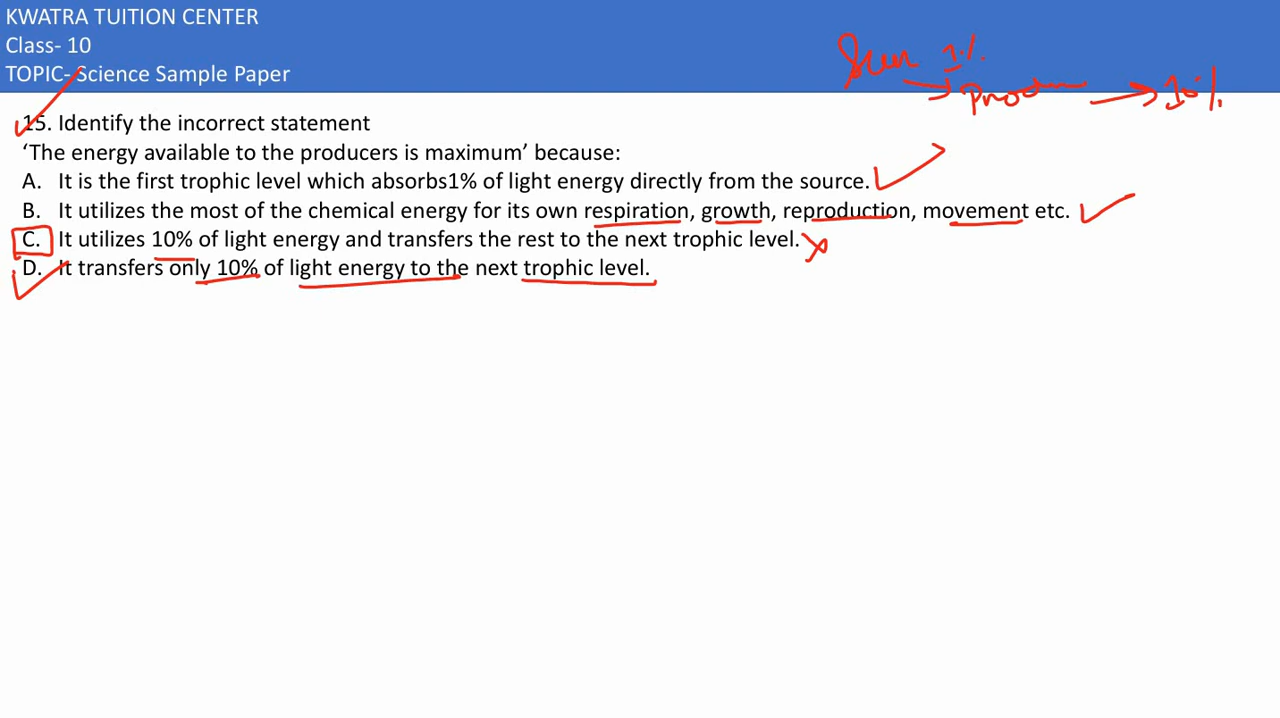 KWATRA TUITION CENTER
Class- 10
TOPIC- Science Sample Paper
Sun 1%
→ Produ → 10%
15. Identify the incorrect statement
‘The energy available to the producers is maximum’ because:
A. It is the first trophic level which absorbs1% of light energy directly from the source.
B. It utilizes the most of the chemical energy for its own respiration, growth, reproduction, movement etc.
C. It utilizes 10% of light energy and transfers the rest to the next trophic level.
D. It transfers only 10% of light energy to the next trophic level.